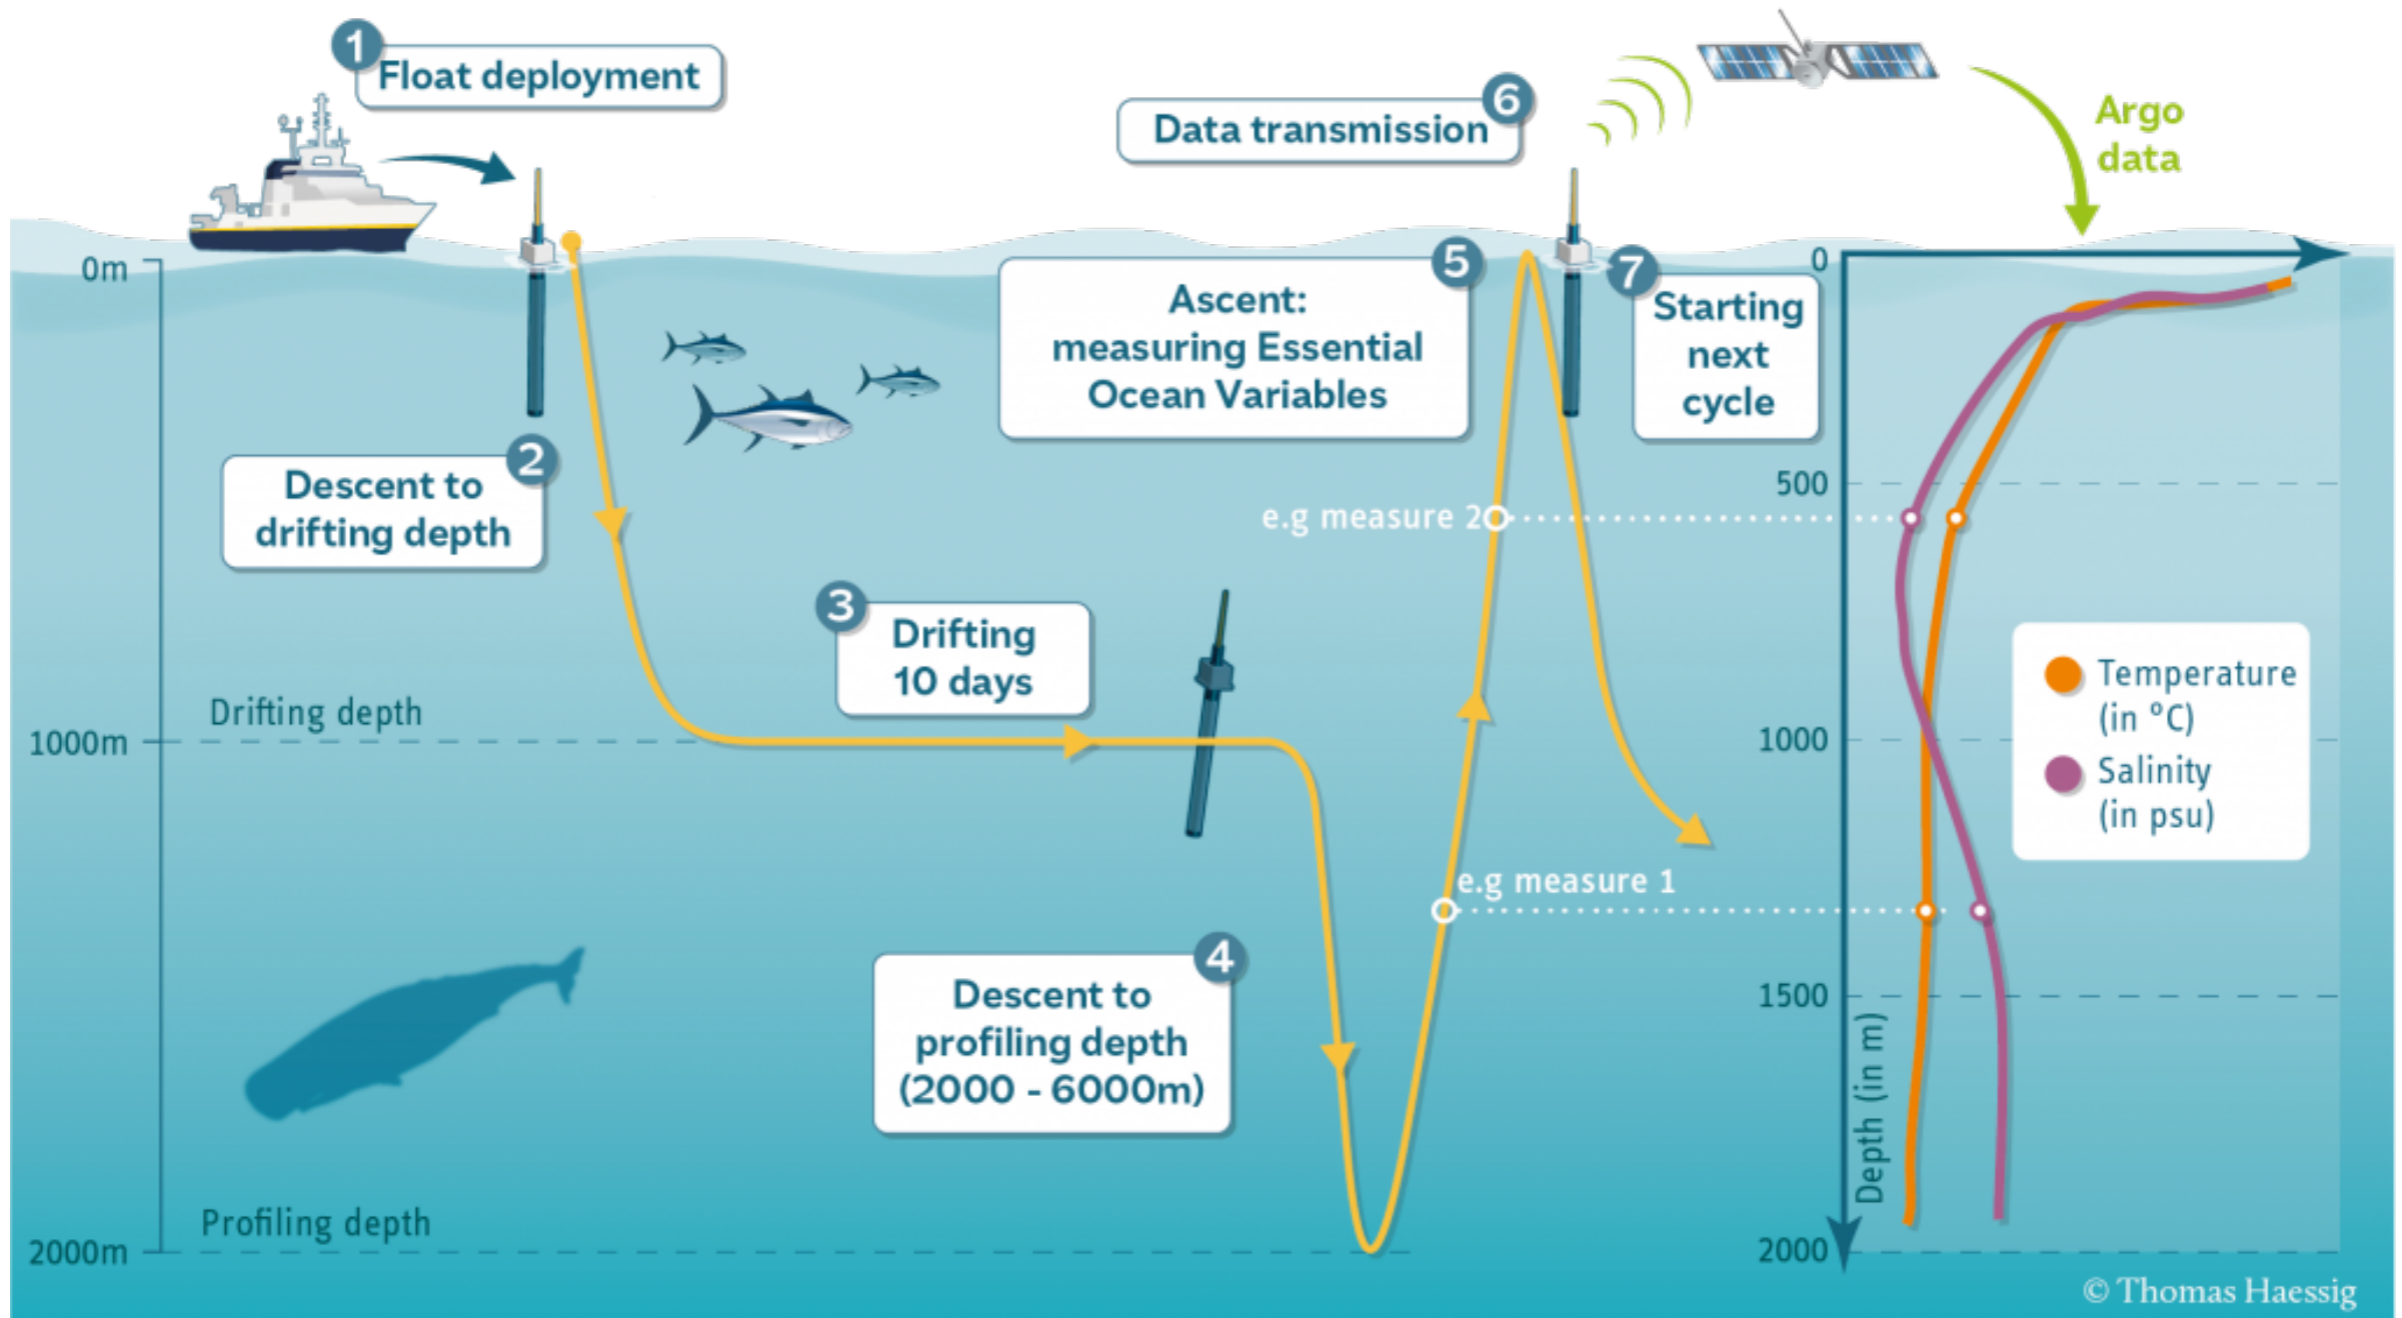 1
Float deployment
6
Data transmission
Argo
data
0m
5
Ascent:
measuring Essential
Ocean Variables
7
Starting
next
cycle
2
Descent to
drifting depth
e.g measure 2
3
Drifting
10 days
Drifting depth
1000m
e.g measure 1
4
Descent to
profiling depth
(2000 - 6000m)
Profiling depth
2000m
0
500
1000
1500
2000
Depth (in m)
Temperature
(in °C)
Salinity
(in psu)
© Thomas Haessig